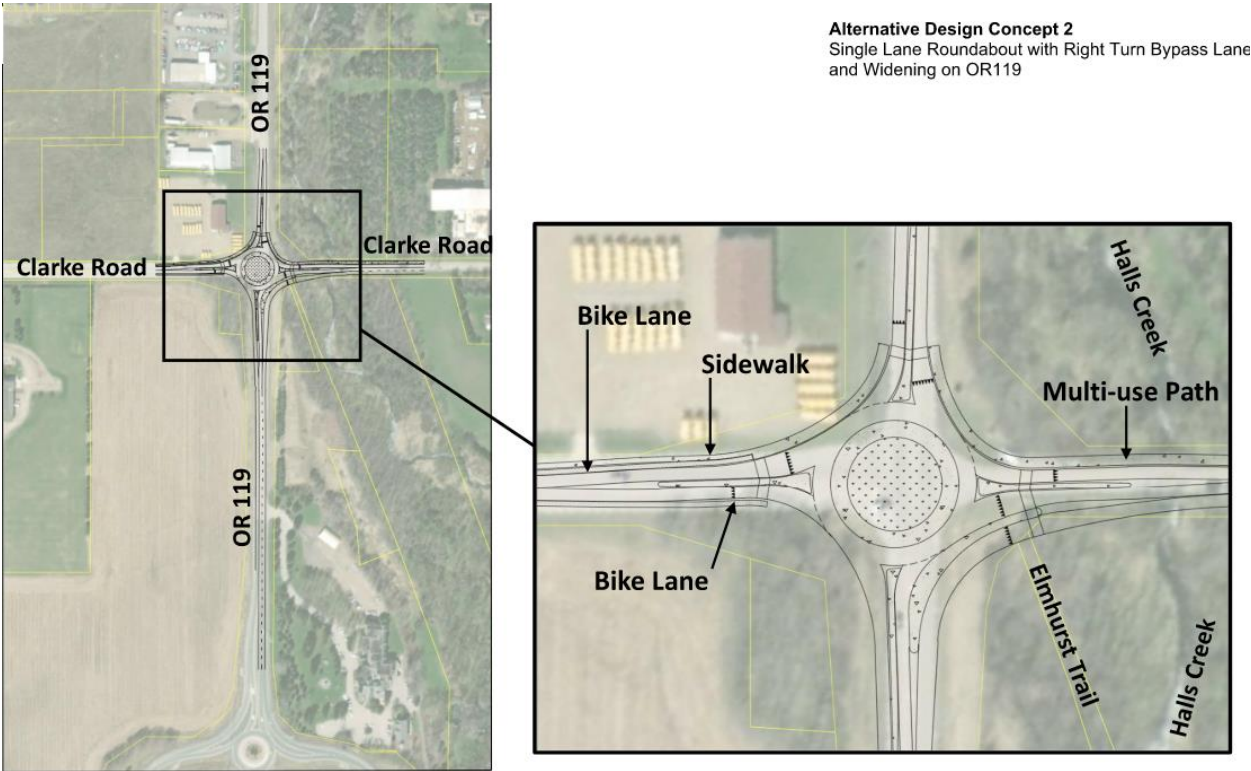 Alternative Design Concept 2
Single Lane Roundabout with Right Turn Bypass Lane
and Widening on OR119
OR 119
Clarke Road
Clarke Road
OR 119
Bike Lane
Sidewalk
Halls Creek
Multi-use Path
Bike Lane
Elmhurst Trail
Halls Creek